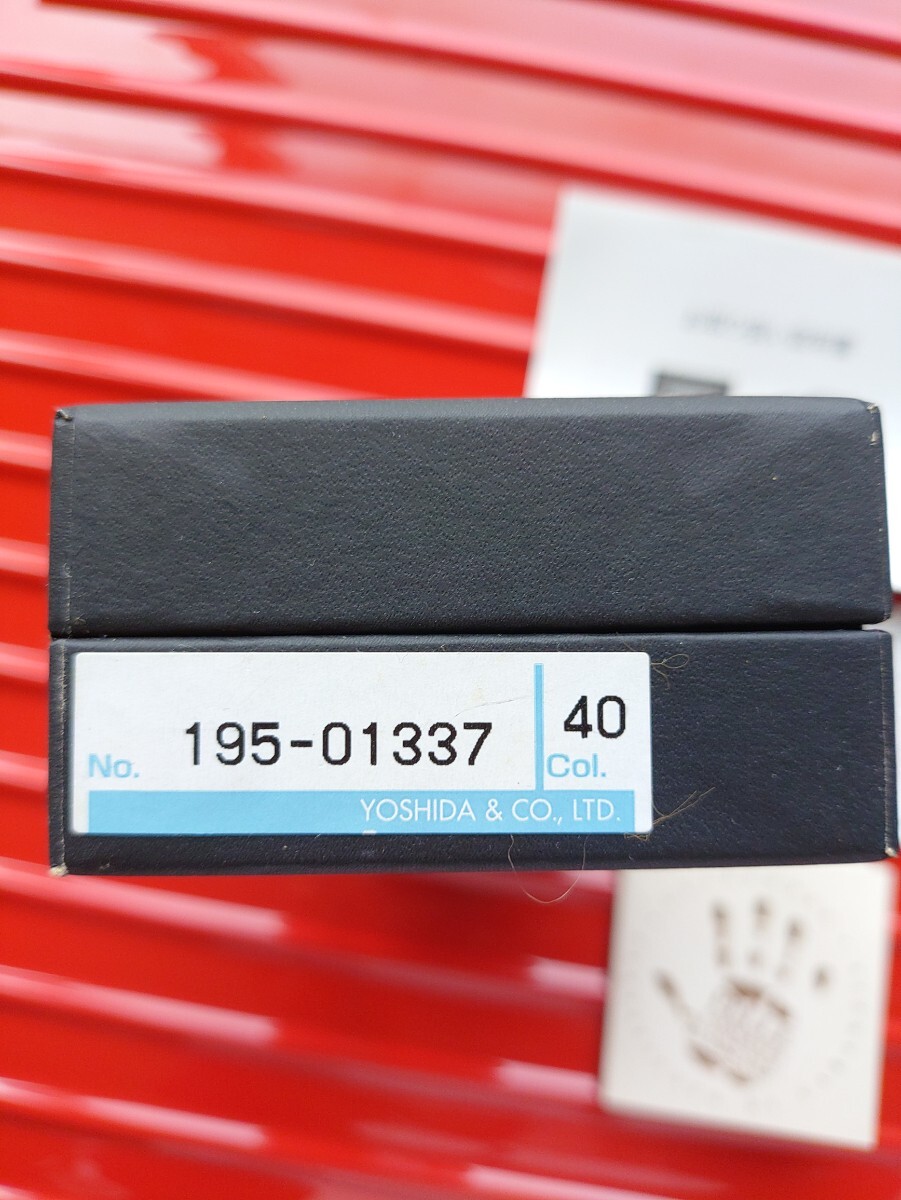 No. 195-01337
40
Col.
YOSHIDA & CO., LTD.